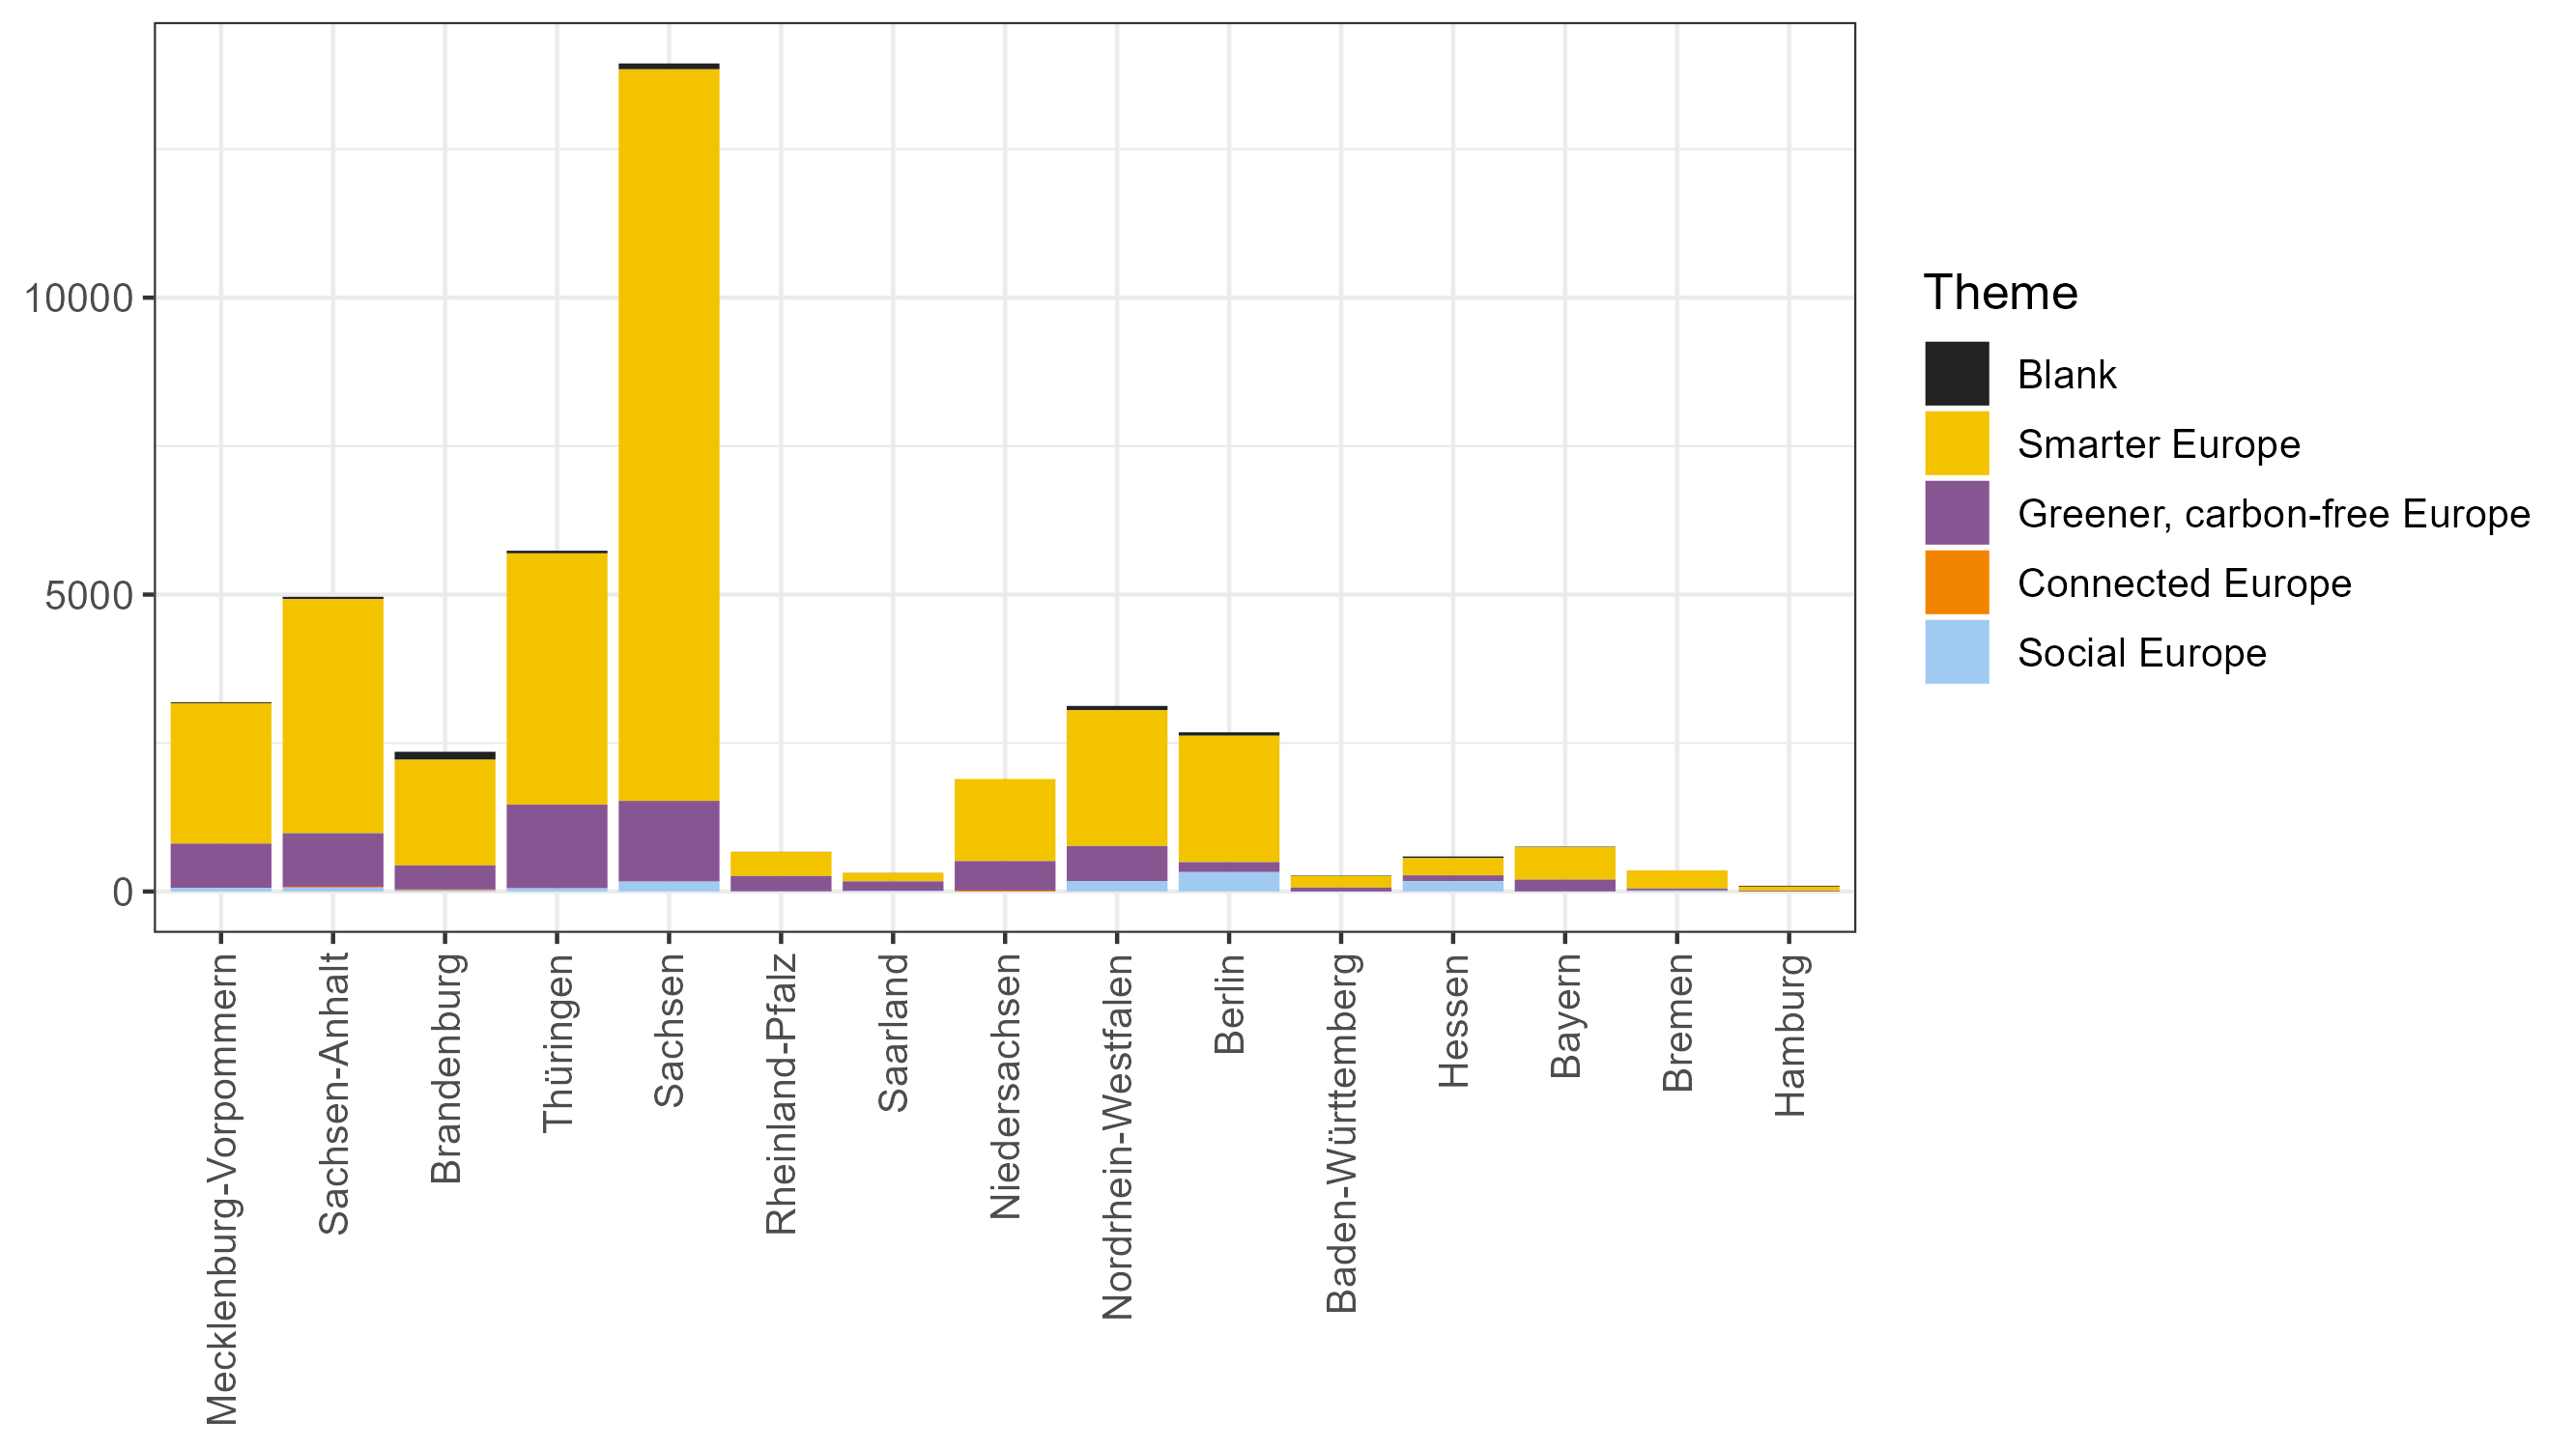 10000
5000
0
Mecklenburg-Vorpommern
Sachsen-Anhalt
Brandenburg
Thüringen
Sachsen
Rheinland-Pfalz
Saarland
Niedersachsen
Nordrhein-Westfalen
Berlin
Baden-Württemberg
Hessen
Bayern
Bremen
Hamburg
Theme
Blank
Smarter Europe
Greener, carbon-free Europe
Connected Europe
Social Europe